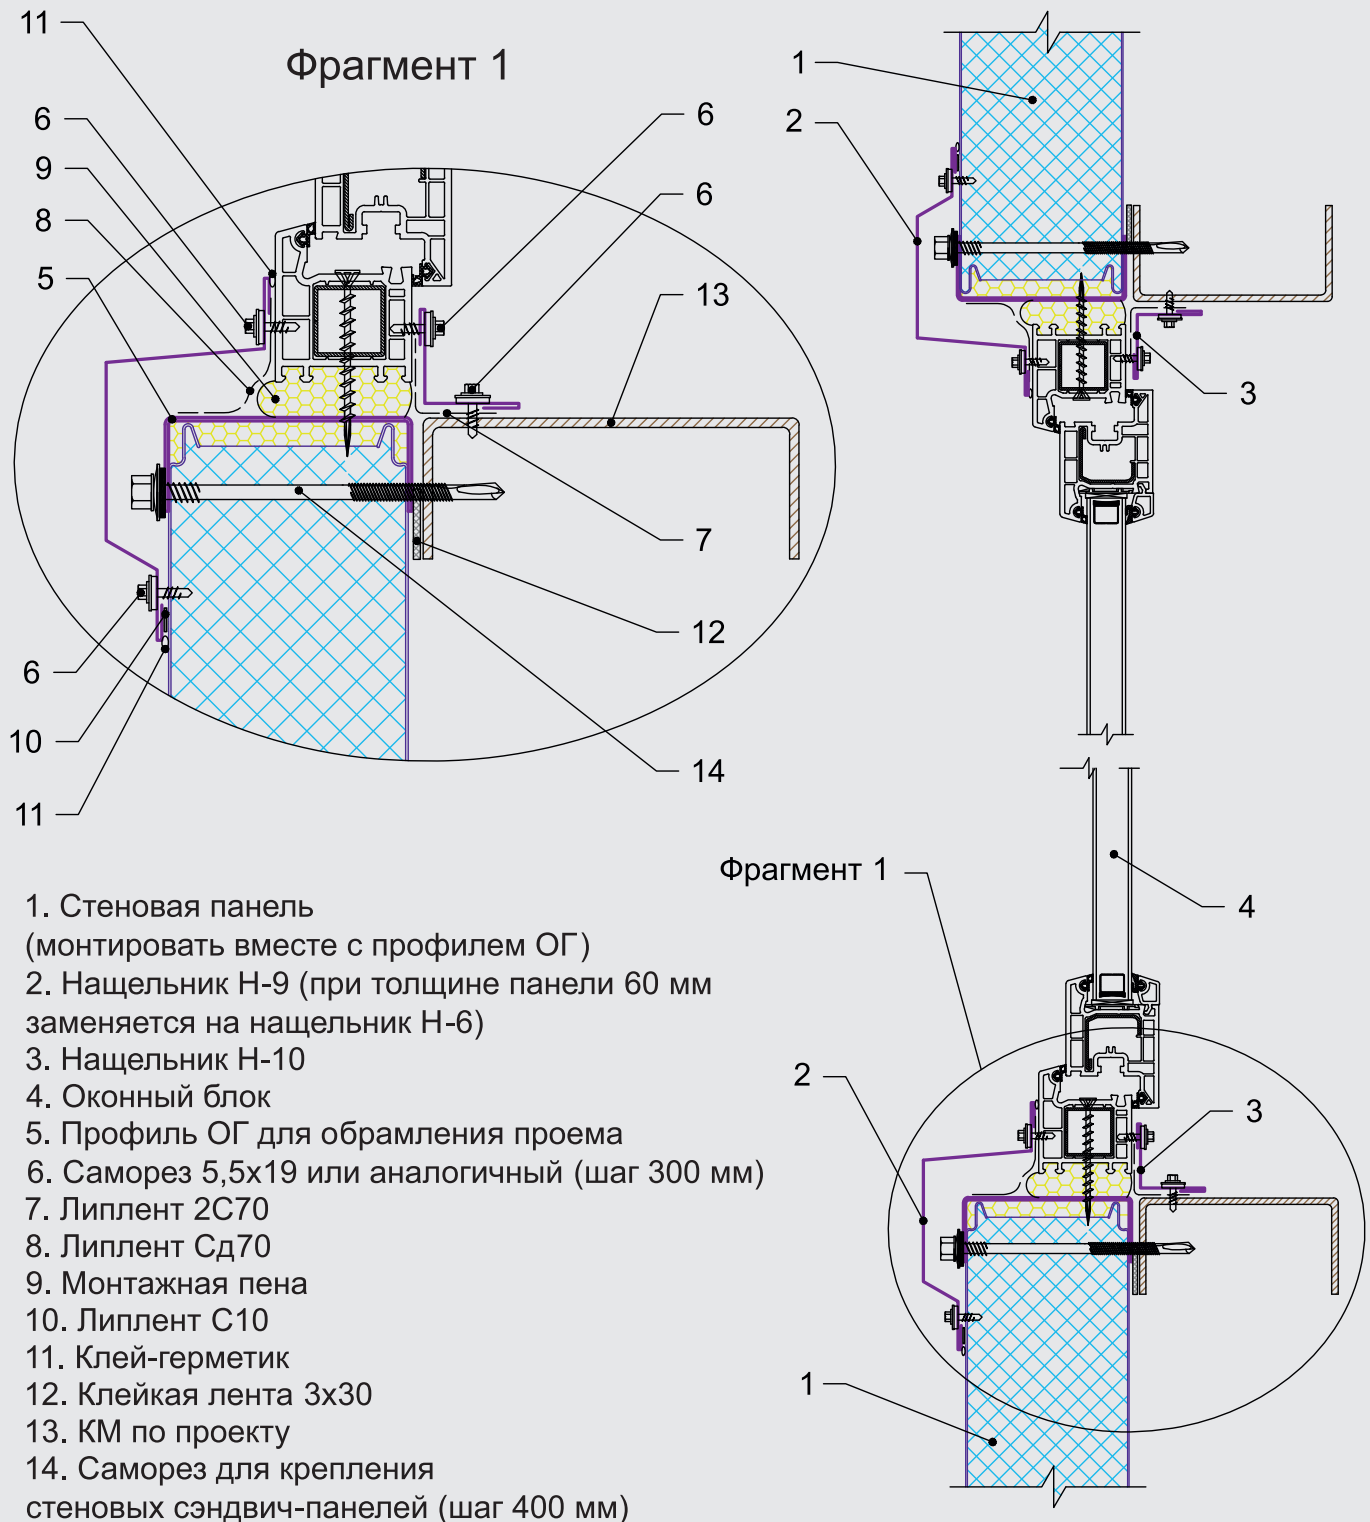 11
Фрагмент 1
6
9
8
5
6
6
13
7
12
14
6
10
11
1
2
3
Фрагмент 1
4
2
3
1
1. Стеновая панель
(монтировать вместе с профилем ОГ)
2. Нащельник Н-9 (при толщине панели 60 мм
заменяется на нащельник Н-6)
3. Нащельник Н-10
4. Оконный блок
5. Профиль ОГ для обрамления проема
6. Саморез 5,5х19 или аналогичный (шаг 300 мм)
7. Липлент 2С70
8. Липлент Сд70
9. Монтажная пена
10. Липлент С10
11. Клей-герметик
12. Клейкая лента 3х30
13. КМ по проекту
14. Саморез для крепления
стеновых сэндвич-панелей (шаг 400 мм)